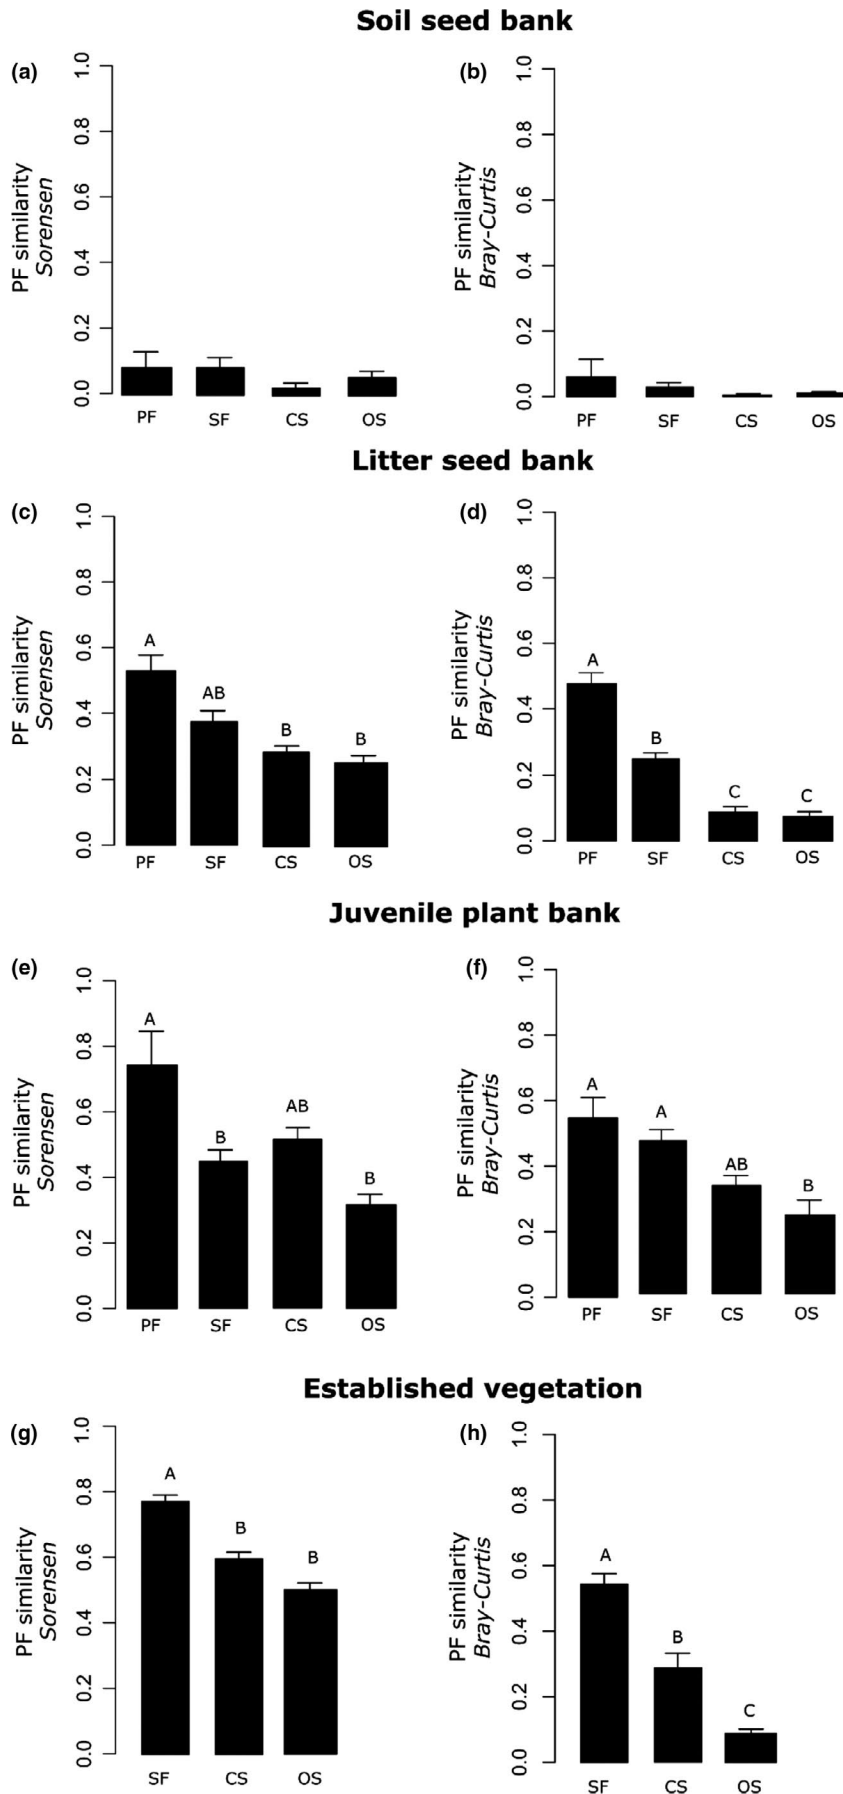 Soil seed bank
(a)
PF similarity
Sorensen
1.0
0.8
0.6
0.4
0.2
0.0
PF SF CS OS
(b)
PF similarity
Bray-Curtis
1.0
0.8
0.6
0.4
0.2
0.0
PF SF CS OS
Litter seed bank
(c)
PF similarity
Sorensen
1.0
0.8
0.6
0.4
0.2
0.0
A
AB
B
B
PF SF CS OS
(d)
PF similarity
Bray-Curtis
1.0
0.8
0.6
0.4
0.2
0.0
A
B
C
C
PF SF CS OS
Juvenile plant bank
(e)
PF similarity
Sorensen
1.0
0.8
0.6
0.4
0.2
0.0
A
B
AB
B
PF SF CS OS
(f)
PF similarity
Bray-Curtis
1.0
0.8
0.6
0.4
0.2
0.0
A
A
AB
B
PF SF CS OS
Established vegetation
(g)
PF similarity
Sorensen
1.0
0.8
0.6
0.4
0.2
0.0
A
B
B
SF CS OS
(h)
PF similarity
Bray-Curtis
1.0
0.8
0.6
0.4
0.2
0.0
A
B
C
SF CS OS